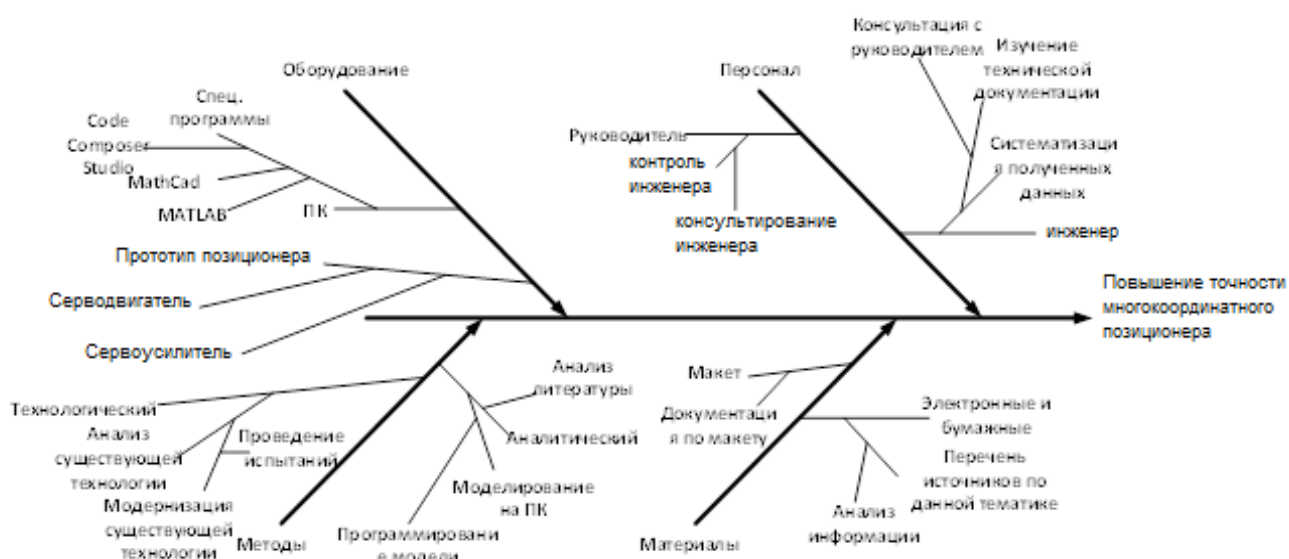 Консультация с
руководителем
Изучение
технической
документации
Оборудование
Персонал
Спец.
программы
Code
Composer
Studio
MathCad
MATLAB
ПК
Руководитель
контроль
инженера
консультирование
инженера
Систематизаци
я полученных
данных
инженер
Прототип позиционера
Серводвигатель
Сервоусилитель
Повышение точности
многокоординатного
позиционера
Технологический
Анализ
существующей
технологии
Проведение
испытаний
Модернизация
существующей
технологии
Методы
Анализ
литературы
Аналитический
Моделирование
на ПК
Программировани
е модели
Макет
Документаци
я по макету
Электронные и
бумажные
Перечень
источников по
данной тематике
Анализ
информации
Материалы